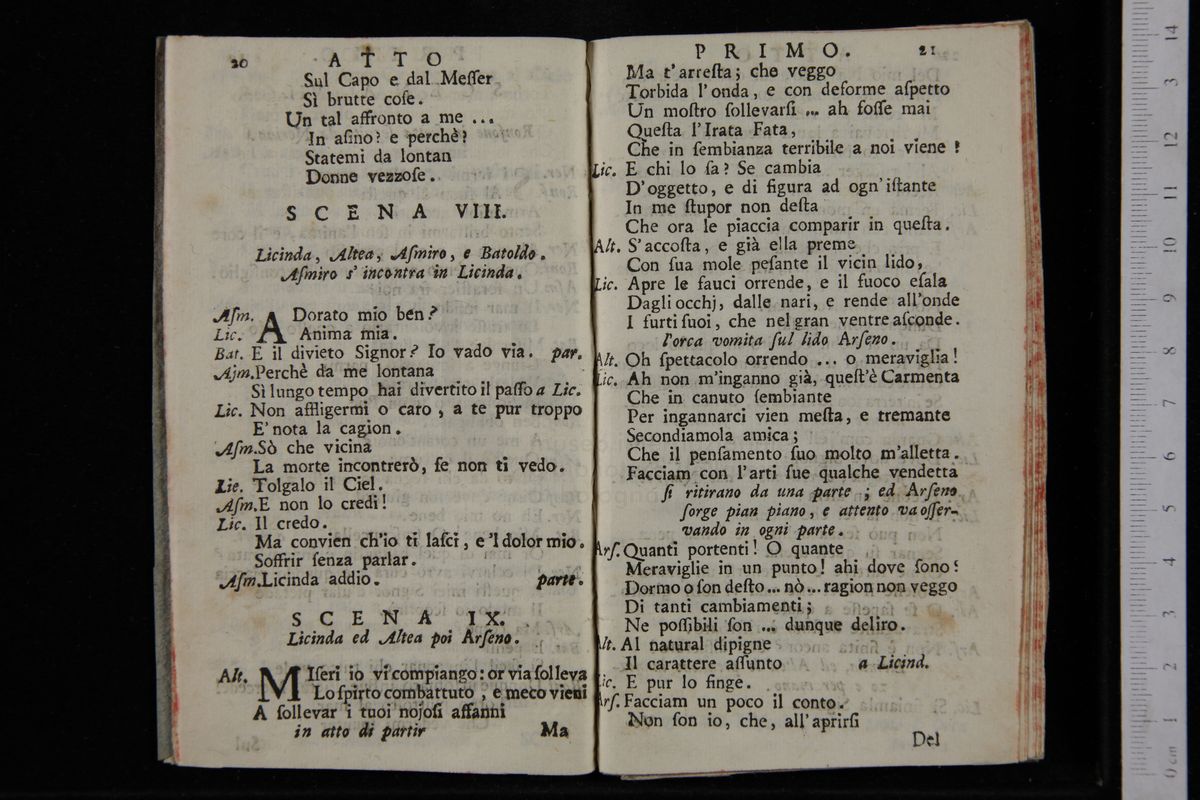 20 ATTO
Sul Capo e dal Meſſer
Sì brutte coſe.
Un tal affronto a me ...
In aſino? e perchè?
Statemi da lontan
Donne vezzoſe.
SCENA VIII.
Licinda, Altea, Aſmiro, e Batoldo.
Aſmiro s'incontra in Licinda.
Aſm. ADorato mio ben?
Lic. Anima mia.
Bat. E il divieto Signor? Io vado via. par.
Aſm. Perchè da me lontana
Sì lungo tempo hai divertito il paſſo a Lic.
Lic. Non affligermi o caro, a te pur troppo
E' nota la cagion.
Aſm. Sò che vicina
La morte incontrerò, ſe non ti vedo.
Lie. Tolgalo il Ciel.
Aſm. E non lo credi!
Lic. Il credo.
Ma convien ch'io ti laſci, e 'l dolor mio.
Soffrir ſenza parlar.
Aſm. Licinda addio. parte.
SCENA IX.
Licinda ed Altea poi Arſeno.
Alt. MIſeri io vi compiango: or via ſolleva
Lo ſpirto combattuto, e meco vieni
A ſollevar i tuoi nojoſi affanni
in atto di partir Ma
PRIMO. 21
Ma t'arreſta; che veggo
Torbida l'onda, e con deforme aſpetto
Un moſtro ſollevarſi ... ah foſſe mai
Queſta l'Irata Fata,
Che in ſembianza terribile a noi viene!
Lic. E chi lo ſa? Se cambia
D'oggetto, e di figura ad ogn'iſtante
In me ſtupor non deſta
Che ora le piaccia comparir in queſta.
Alt. S'accoſta, e già ella preme
Con ſua mole peſante il vicin lido,
Lic. Apre le fauci orrende, e il fuoco eſala
Dagli occhj, dalle nari, e rende all'onde
I furti ſuoi, che nel gran ventre aſconde.
l'orca vomita ſul lido Arſeno.
Alt. Oh ſpettacolo orrendo ... o meraviglia!
Lic. Ah non m'inganno già, queſt'è Carmenta
Che in canuto ſembiante
Per ingannarci vien meſta, e tremante
Secondiamola amica;
Che il penſamento ſuo molto m'alletta.
Facciam con l'arti ſue qualche vendetta
ſi ritirano da una parte; ed Arſeno
ſorge pian piano, e attento va oſſer-
vando in ogni parte.
Arſ. Quanti portenti! O quante
Meraviglie in un punto! ahi dove ſono?
Dormo o ſon deſto ... nò ... ragion non veggo
Di tanti cambiamenti;
Ne poſſibili ſon ... dunque deliro.
Alt. Al natural dipigne
Il carattere aſſunto a Licind.
Lic. E pur lo finge.
Arſ. Facciam un poco il conto.
Non ſon io, che, all'aprirſi
Del